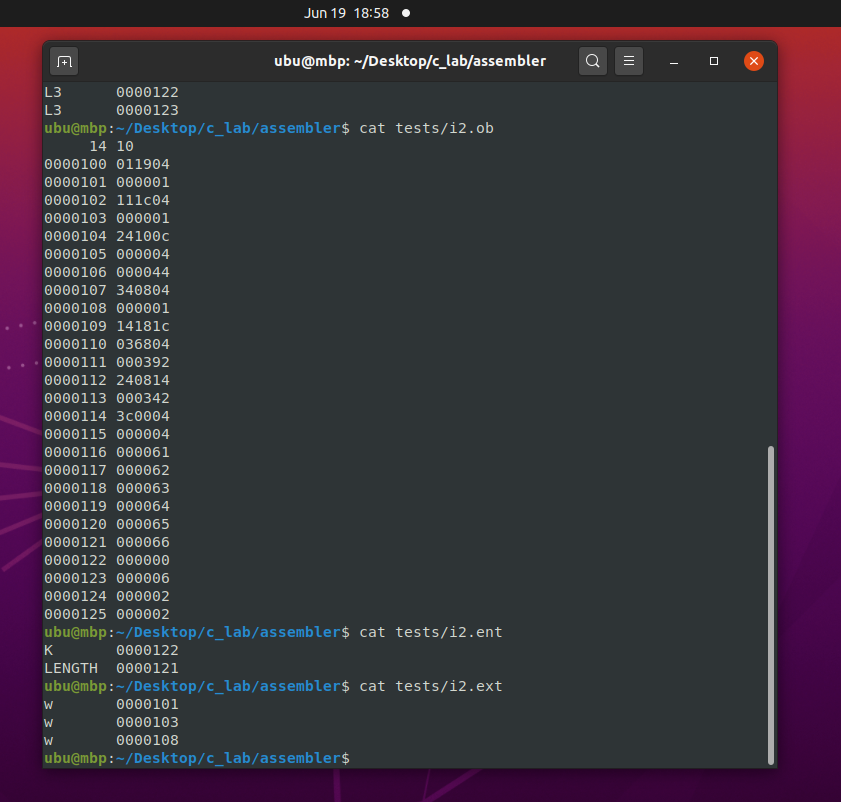 Jun 19 18:58
ubu@mbp: ~/Desktop/c_lab/assembler
L3 0000122
L3 0000123
ubu@mbp:~/Desktop/c_lab/assembler$ cat tests/i2.ob
14 10
0000100 011904
0000101 000001
0000102 111c04
0000103 000001
0000104 24100c
0000105 000004
0000106 000044
0000107 340804
0000108 000001
0000109 14181c
0000110 036804
0000111 000392
0000112 240814
0000113 000342
0000114 3c0004
0000115 000004
0000116 000061
0000117 000062
0000118 000063
0000119 000064
0000120 000065
0000121 000066
0000122 000000
0000123 000006
0000124 000002
0000125 000002
ubu@mbp:~/Desktop/c_lab/assembler$ cat tests/i2.ent
K 0000122
LENGTH 0000121
ubu@mbp:~/Desktop/c_lab/assembler$ cat tests/i2.ext
w 0000101
w 0000103
w 0000108
ubu@mbp:~/Desktop/c_lab/assembler$